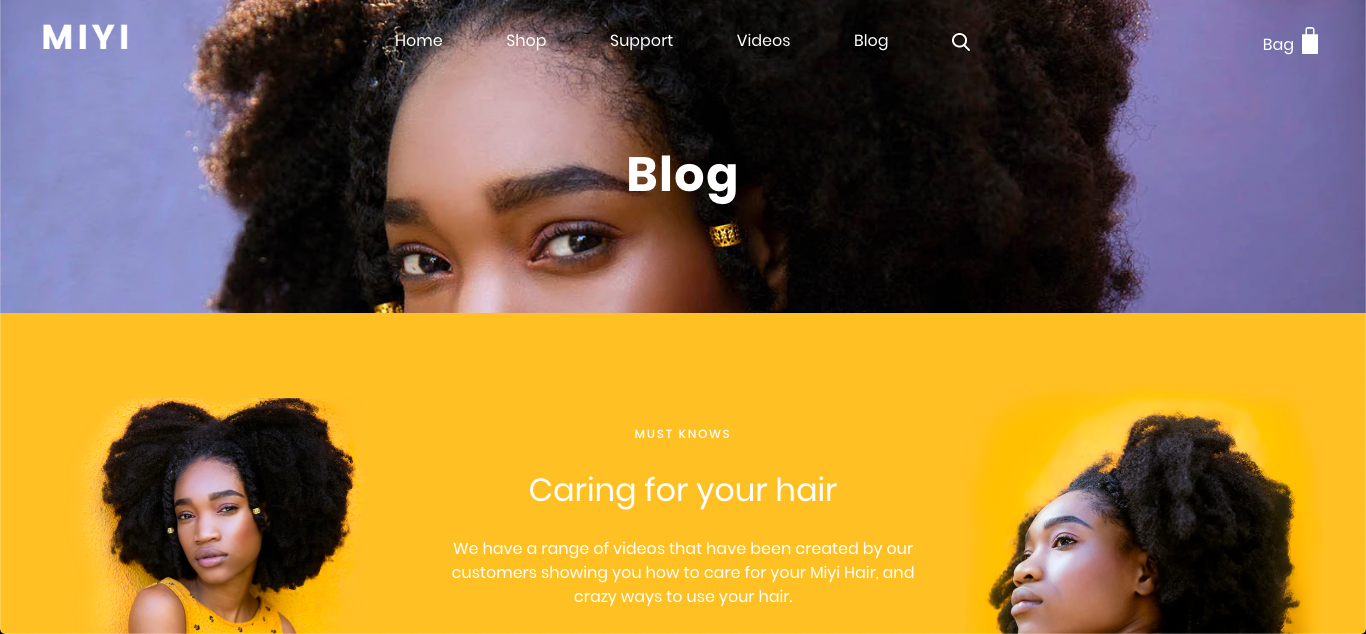 MIYI
Home
Shop
Support
Videos
Blog
Bag
Blog
MUST KNOWS
Caring for your hair
We have a range of videos that have been created by our
customers showing you how to care for your Miyi Hair, and
crazy ways to use your hair.